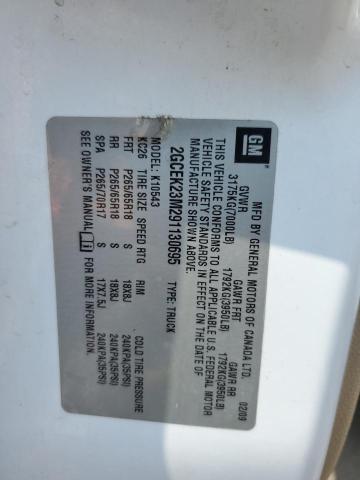 GM
MFD BY GENERAL MOTORS OF CANADA LTD. 02/09
GVWR GAWR FRT GAWR RR
3175KG(7000LB) 1792KG(3950LB) 1792KG(3950LB)
THIS VEHICLE CONFORMS TO ALL APPLICABLE U.S. FEDERAL MOTOR
VEHICLE SAFETY STANDARDS IN EFFECT ON THE DATE OF
MANUFACTURE SHOWN ABOVE.
2GCEK23M291130695 TYPE: TRUCK
MODEL: K10543
KC26 TIRE SIZE SPEED RTG RIM COLD TIRE PRESSURE
FRT P265/65R18 S 18X8J 240KPA(35PSI)
RR P265/65R18 S 18X8J 240KPA(35PSI)
SPA P265/70R17 S 17X7.5J 240KPA(35PSI)
SEE OWNER'S MANUAL FOR MORE INFORMATION.